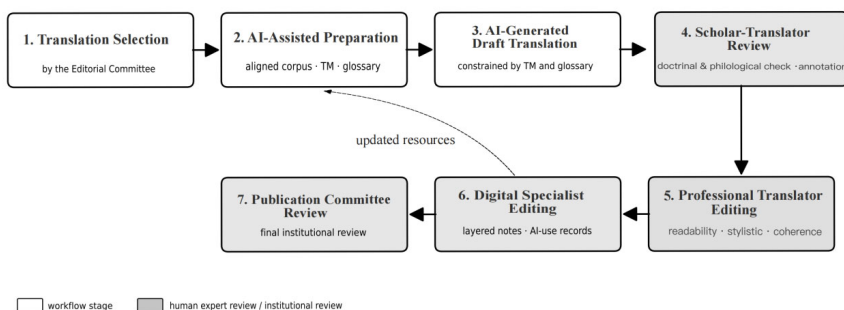 1. Translation Selection
by the Editorial Committee
2. AI-Assisted Preparation
aligned corpus · TM · glossary
3. AI-Generated
Draft Translation
constrained by TM and glossary
4. Scholar-Translator
Review
doctrinal & philological check ·annotation
updated resources
7. Publication Committee
Review
final institutional review
6. Digital Specialist
Editing
layered notes · AI-use records
5. Professional Translator
Editing
readability · stylistic · coherence
workflow stage
human expert review / institutional review